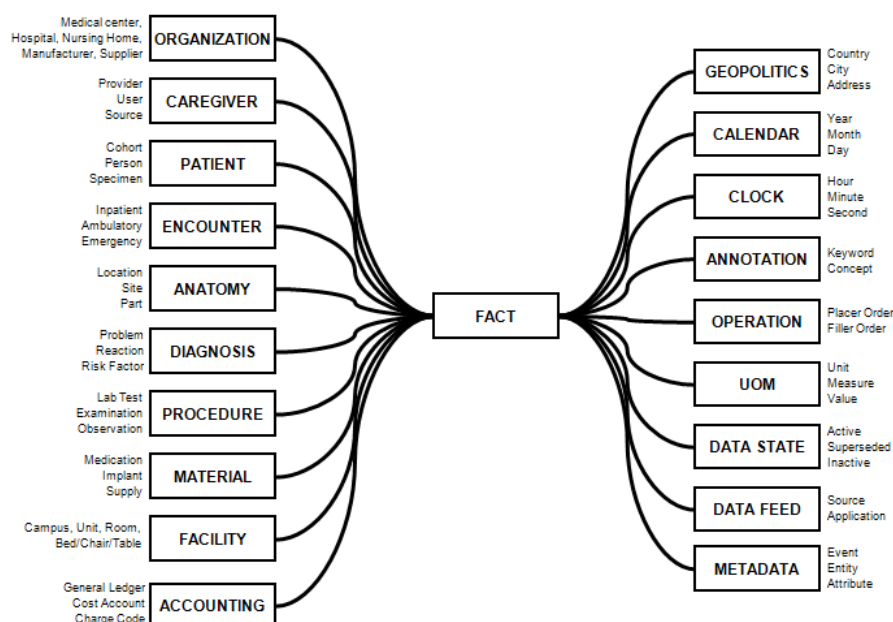 Medical center,
Hospital, Nursing Home,
Manufacturer, Supplier
ORGANIZATION
Provider
User
Source
CAREGIVER
Cohort
Person
Specimen
PATIENT
Inpatient
Ambulatory
Emergency
ENCOUNTER
Location
Site
Part
ANATOMY
Problem
Reaction
Risk Factor
DIAGNOSIS
Lab Test
Examination
Observation
PROCEDURE
Medication
Implant
Supply
MATERIAL
Campus, Unit, Room,
Bed/Chair/Table
FACILITY
General Ledger
Cost Account
Charge Code
ACCOUNTING
FACT
GEOPOLITICS
Country
City
Address
CALENDAR
Year
Month
Day
CLOCK
Hour
Minute
Second
ANNOTATION
Keyword
Concept
OPERATION
Placer Order
Filler Order
UOM
Unit
Measure
Value
DATA STATE
Active
Superseded
Inactive
DATA FEED
Source
Application
METADATA
Event
Entity
Attribute